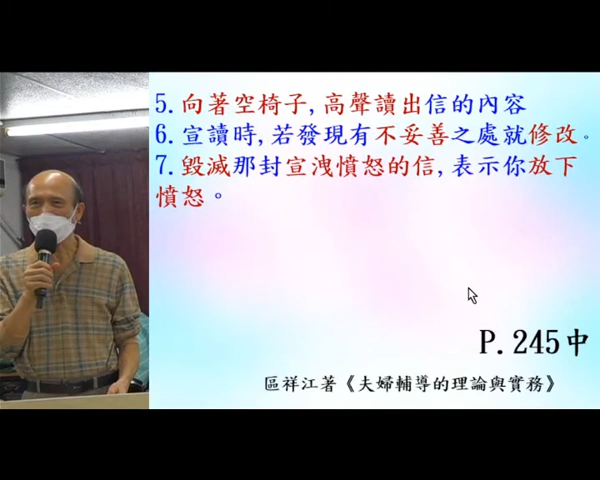 5.向著空椅子,高聲讀出信的內容
6.宣讀時,若發現有不妥善之處就修改。
7.毀滅那封宣洩憤怒的信,表示你放下
憤怒。
P.245中
區祥江著《夫婦輔導的理論與實務》